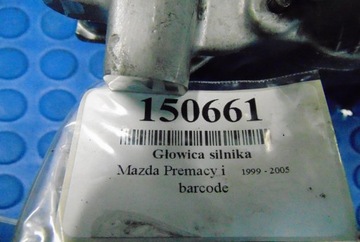 150661
Głowica silnika
Mazda Premacy i 1999 - 2005
barcode